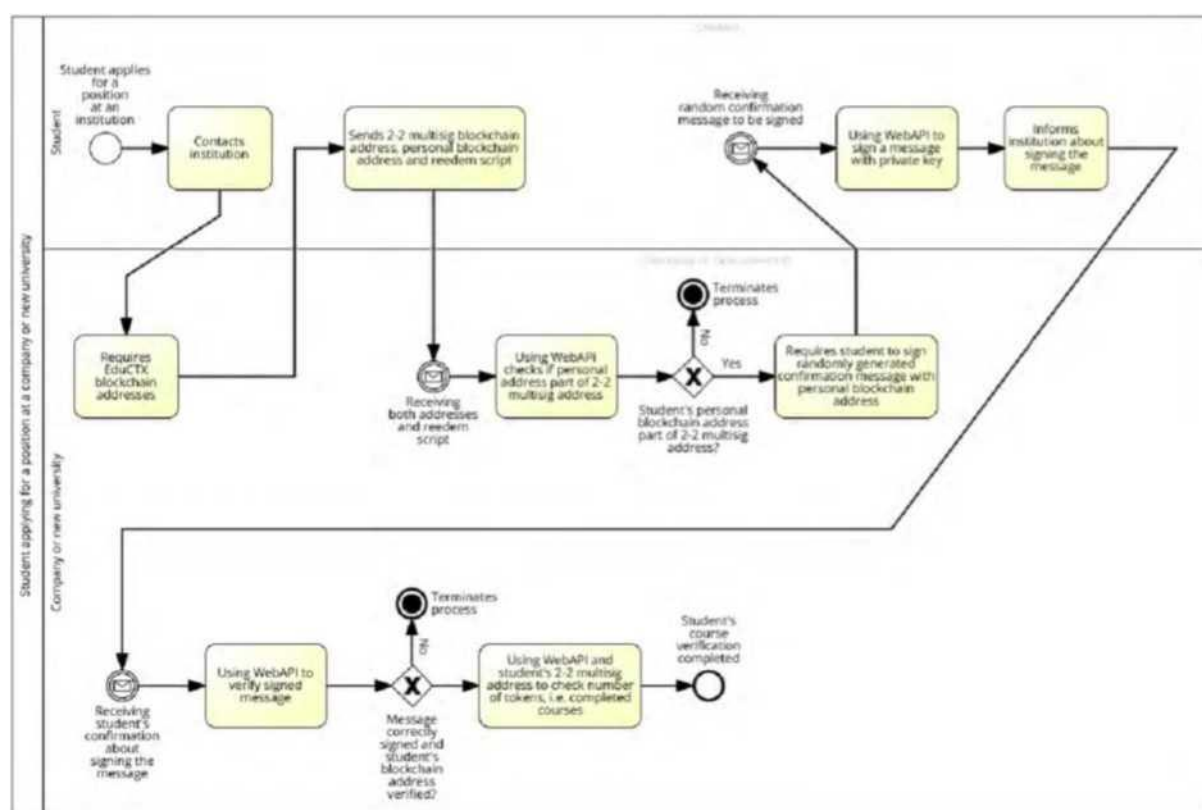 Student applying for a position at a company or new university
Student
Student applies
for a
position
at an
institution
Contacts
institution
Sends 2-2 multisig blockchain
address, personal blockchain
address and reedem script
Receiving
random confirmation
message to be signed
Using WebAPI to
sign a message
with private key
Informs
institution about
signing the
message
Company or new university
Requires
EduCTX
blockchain
addresses
Receiving
both addresses
and reedem
script
Using WebAPI
checks if personal
address part of 2-2
multisig address
Terminates
process
No
Yes
Student's personal
blockchain address
part of 2-2 multisig
address?
Requires student to sign
randomly generated
confirmation message with
personal blockchain
address
Receiving
student's
confirmation
about
signing the
message
Using WebAPI to
verify signed
message
Terminates
process
No
Message
correctly
signed and
student's
blockchain
address
verified?
Using WebAPI and
student's 2-2 multisig
address to check number
of tokens, i.e. completed
courses
Student's
course
verification
completed